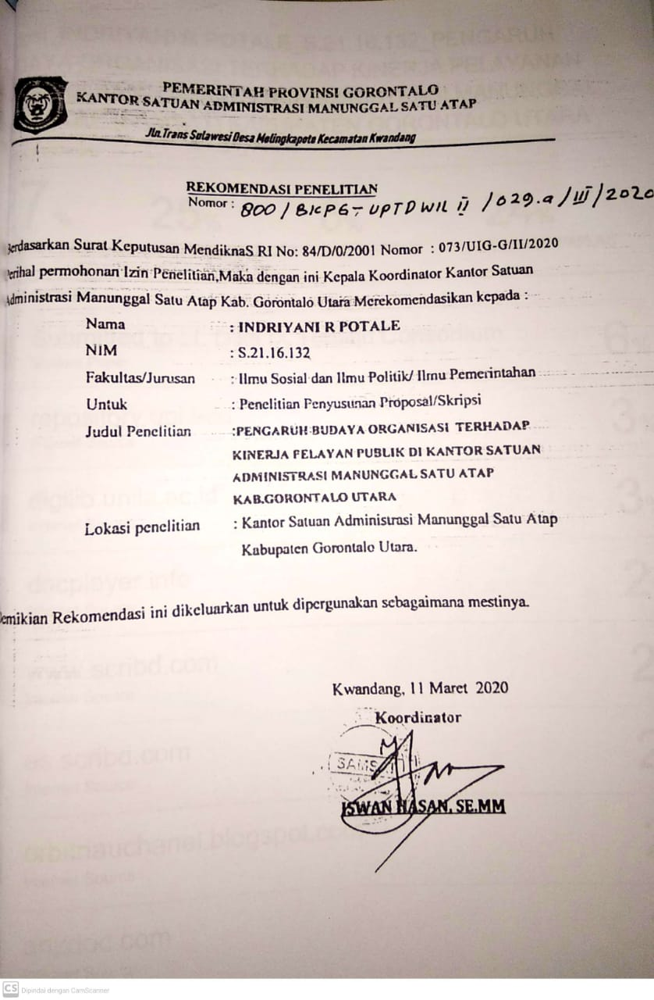 PEMERINTAH PROVINSI GORONTALO
KANTOR SATUAN ADMINISTRASI MANUNGGAL SATU ATAP
Jln.Trans Sulawesi Desa Molingkapoto Kecamatan Kwandang
REKOMENDASI PENELITIAN
Nomor : 800 / BKPG - UPTD WIL II / 029.a / III / 2020
Berdasarkan Surat Keputusan MendiknaS RI No: 84/D/0/2001 Nomor : 073/UIG-G/II/2020
Perihal permohonan Izin Penelitian,Maka dengan ini Kepala Koordinator Kantor Satuan
Administrasi Manunggal Satu Atap Kab. Gorontalo Utara Merekomendasikan kepada :
Nama : INDRIYANI R POTALE
NIM : S.21.16.132
Fakultas/Jurusan : Ilmu Sosial dan Ilmu Politik/ Ilmu Pemerintahan
Untuk : Penelitian Penyusunan Proposal/Skripsi
Judul Penelitian :PENGARUH BUDAYA ORGANISASI TERHADAP
KINERJA PELAYAN PUBLIK DI KANTOR SATUAN
ADMINISTRASI MANUNGGAL SATU ATAP
KAB.GORONTALO UTARA
Lokasi penelitian : Kantor Satuan Administrasi Manunggal Satu Atap
Kabupaten Gorontalo Utara.
Demikian Rekomendasi ini dikeluarkan untuk dipergunakan sebagaimana mestinya.
Kwandang, 11 Maret 2020
Koordinator
ISWAN HASAN, SE.MM
CS Dipindai dengan CamScanner